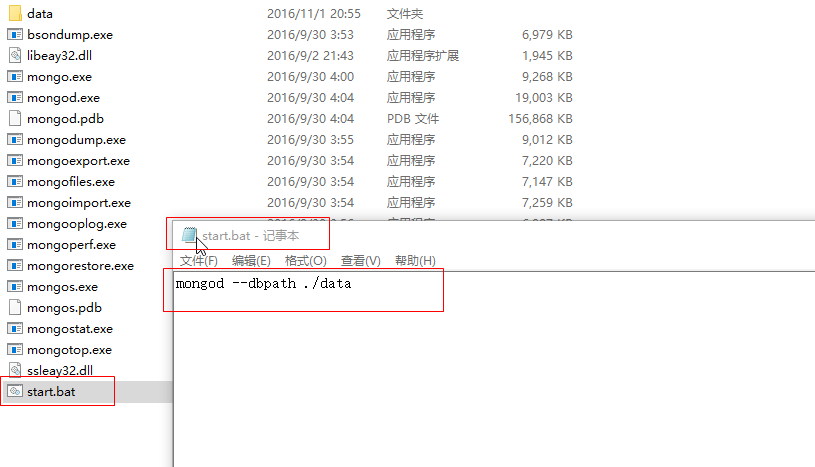 data 2016/11/1 20:55 文件夹
bsondump.exe 2016/9/30 3:53 应用程序 6,979 KB
libeay32.dll 2016/9/2 21:43 应用程序扩展 1,945 KB
mongo.exe 2016/9/30 4:00 应用程序 9,268 KB
mongod.exe 2016/9/30 4:04 应用程序 19,003 KB
mongod.pdb 2016/9/30 4:04 PDB 文件 156,868 KB
mongodump.exe 2016/9/30 3:55 应用程序 9,012 KB
mongoexport.exe 2016/9/30 3:54 应用程序 7,220 KB
mongofiles.exe 2016/9/30 3:54 应用程序 7,147 KB
mongoimport.exe 2016/9/30 3:54 应用程序 7,259 KB
mongooplog.exe
mongoperf.exe
mongorestore.exe
mongos.exe
mongos.pdb
mongostat.exe
mongotop.exe
ssleay32.dll
start.bat
start.bat - 记事本
文件(F) 编辑(E) 格式(O) 查看(V) 帮助(H)
mongod --dbpath ./data